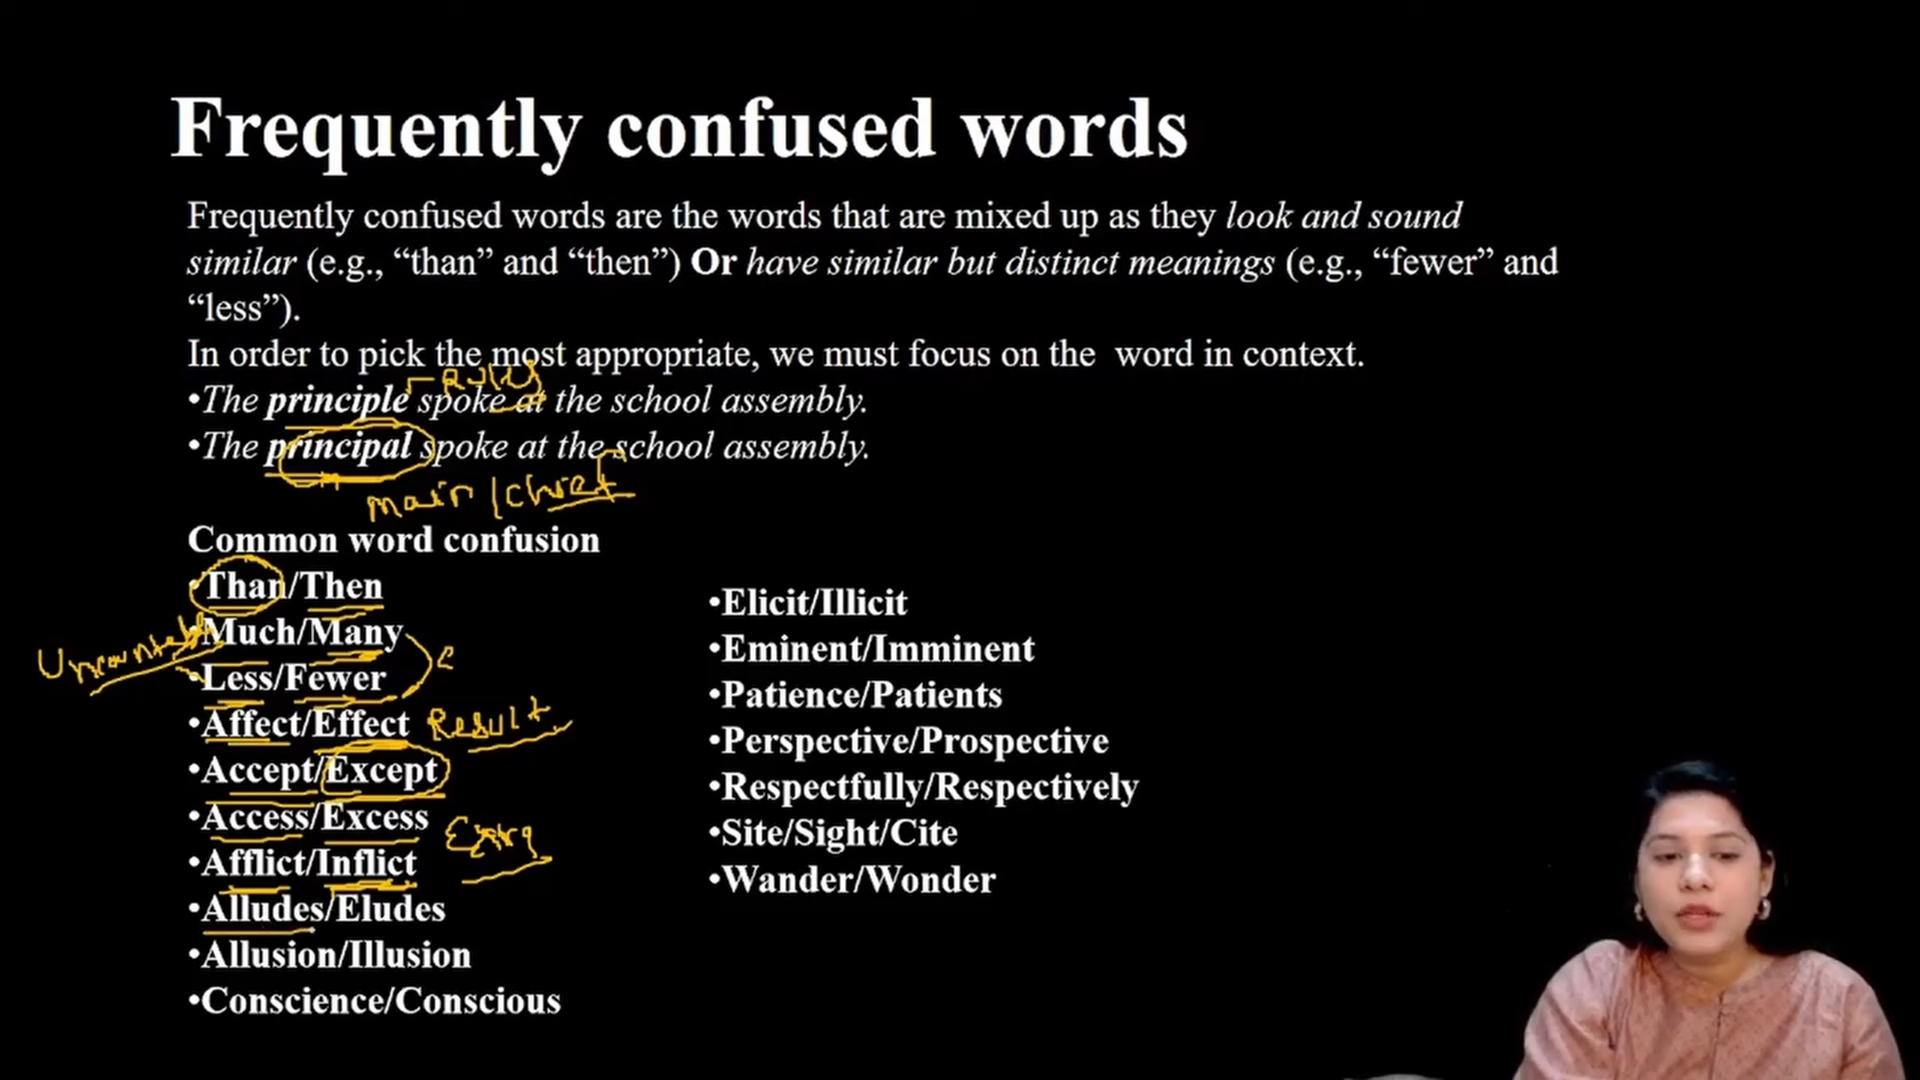 Frequently confused words
Frequently confused words are the words that are mixed up as they look and sound
similar (e.g., “than” and “then”) Or have similar but distinct meanings (e.g., “fewer” and
“less”).
In order to pick the most appropriate, we must focus on the word in context.
•The principle spoke at the school assembly.
•The principal spoke at the school assembly.
main/chief
Common word confusion
•Than/Then
•Much/Many
Uncountable
•Less/Fewer
•Affect/Effect Result
•Accept/Except
•Access/Excess Extra
•Afflict/Inflict
•Alludes/Eludes
•Allusion/Illusion
•Conscience/Conscious
•Elicit/Illicit
•Eminent/Imminent
•Patience/Patients
•Perspective/Prospective
•Respectfully/Respectively
•Site/Sight/Cite
•Wander/Wonder